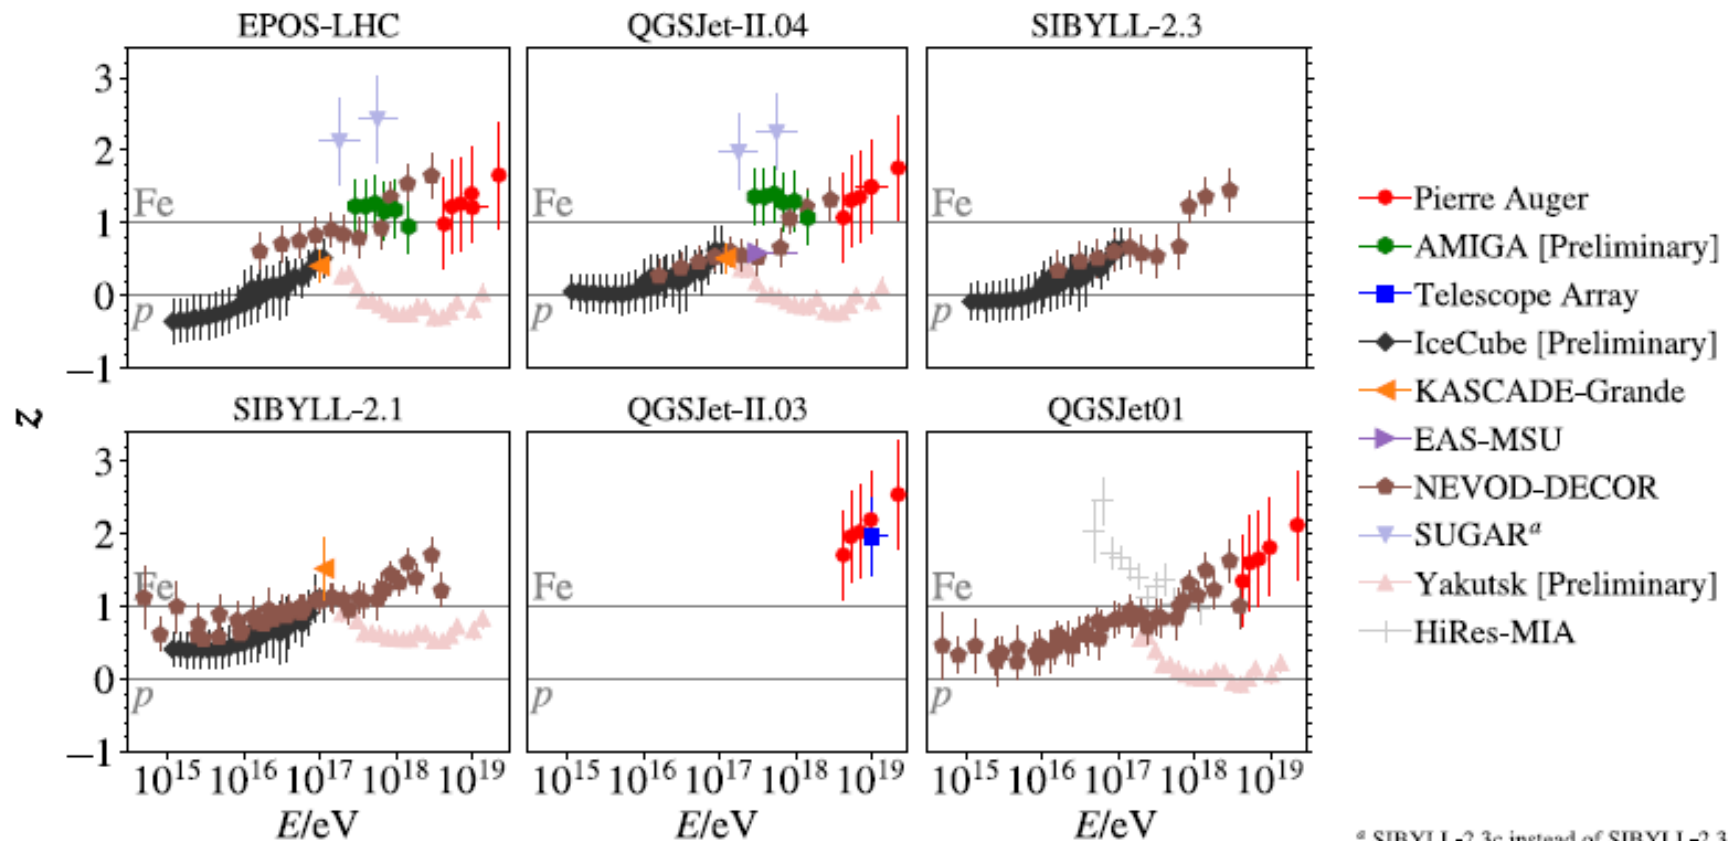 EPOS-LHC
QGSJet-II.04
SIBYLL-2.3
3
2
1
0
−1
Fe
p
Fe
p
Fe
p
z
SIBYLL-2.1
QGSJet-II.03
QGSJet01
3
2
1
0
−1
Fe
p
Fe
p
Fe
p
10^15 10^16 10^17 10^18 10^19
10^15 10^16 10^17 10^18 10^19
10^15 10^16 10^17 10^18 10^19
E/eV
E/eV
E/eV
Pierre Auger
AMIGA [Preliminary]
Telescope Array
IceCube [Preliminary]
KASCADE-Grande
EAS-MSU
NEVOD-DECOR
SUGAR^a
Yakutsk [Preliminary]
HiRes-MIA
^a SIBYLL-2.3c instead of SIBYLL-2.3